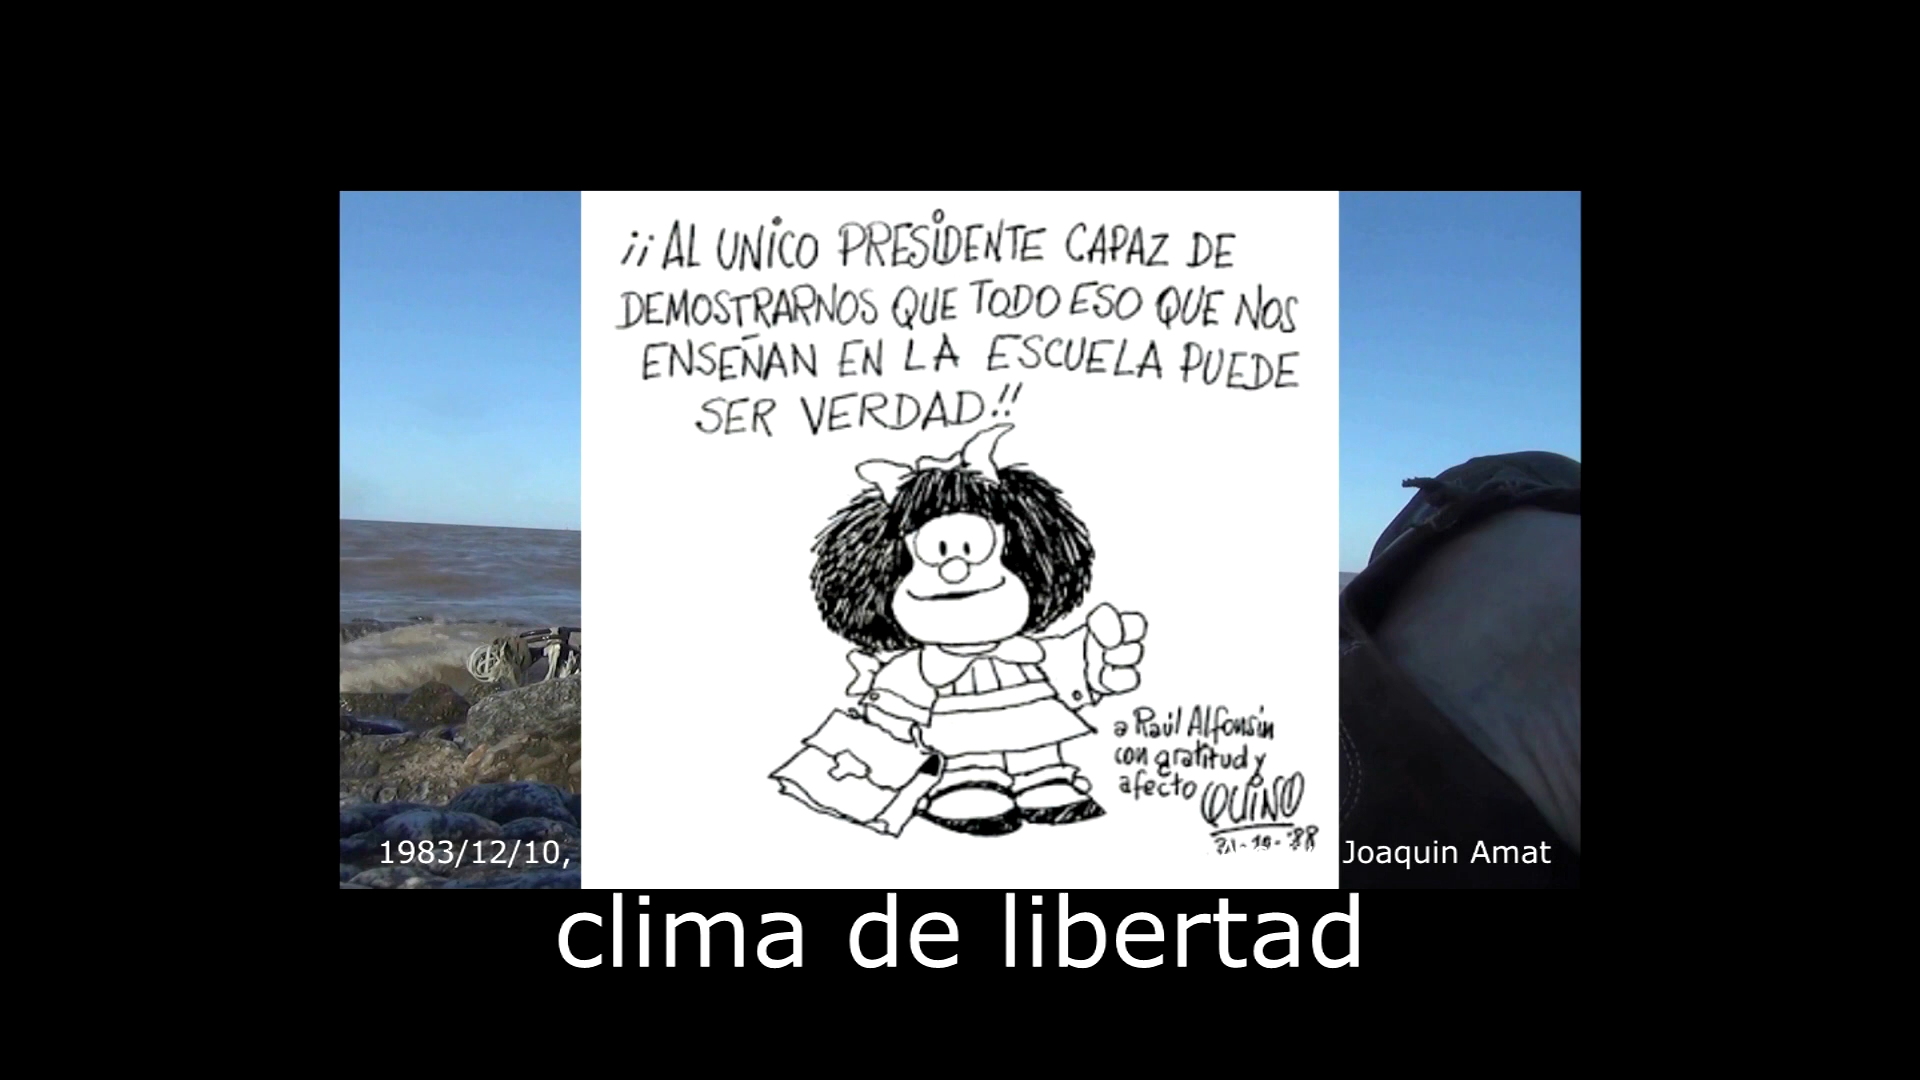 ¡¡AL UNICO PRESIDENTE CAPAZ DE
DEMOSTRARNOS QUE TODO ESO QUE NOS
ENSEÑAN EN LA ESCUELA PUEDE
SER VERDAD!!
a Raúl Alfonsín
con gratitud y
afecto QUINO
1983/12/10,
Joaquin Amat
clima de libertad